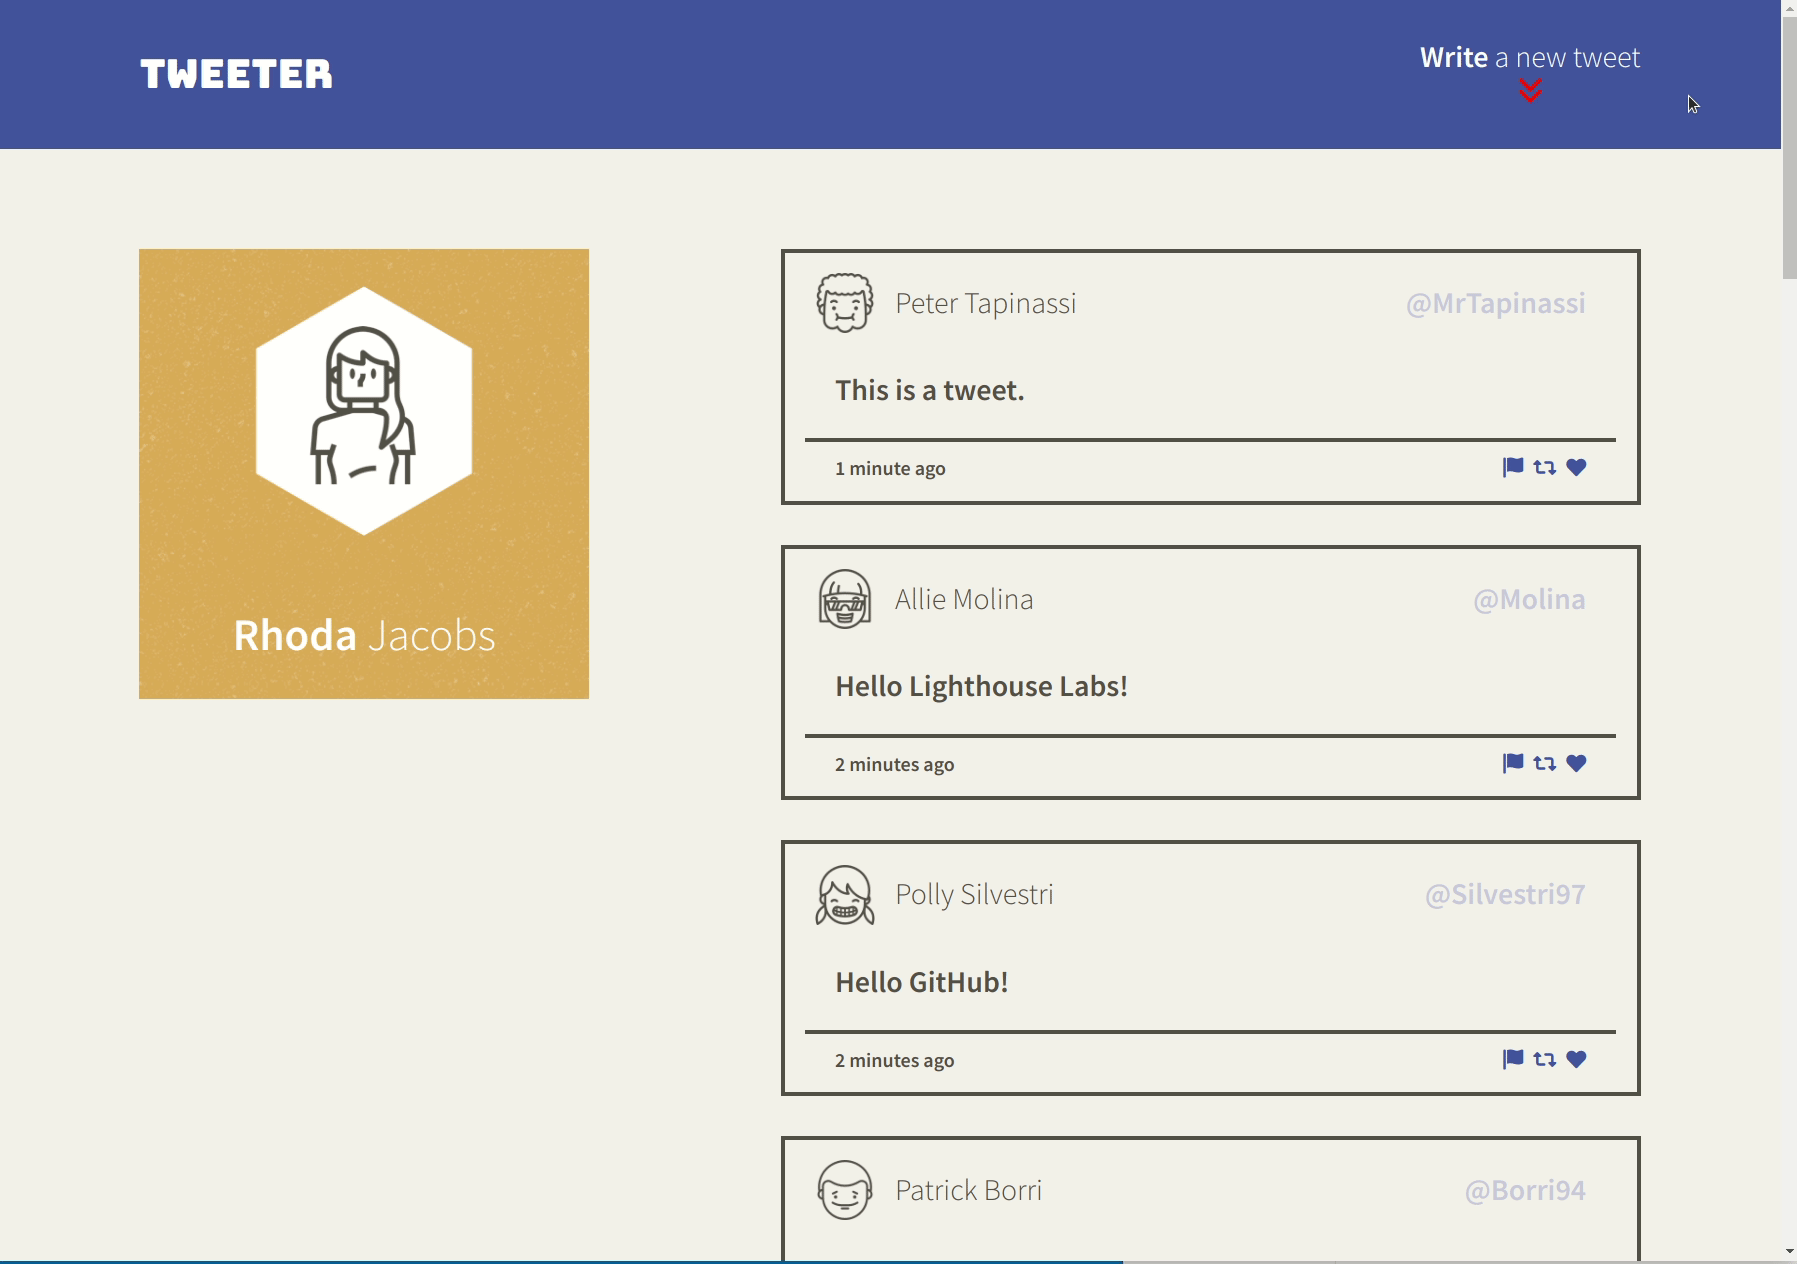 TWEETER
Write a new tweet
Rhoda Jacobs
Peter Tapinassi @MrTapinassi
This is a tweet.
1 minute ago
Allie Molina @Molina
Hello Lighthouse Labs!
2 minutes ago
Polly Silvestri @Silvestri97
Hello GitHub!
2 minutes ago
Patrick Borri @Borri94